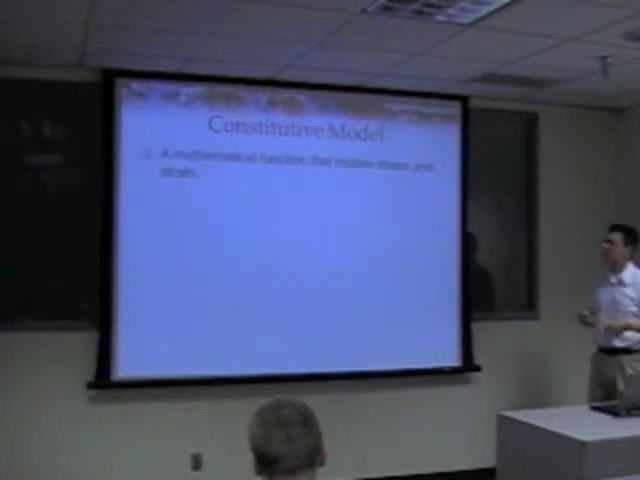 Constitutive Model
A mathematical function that relates stress and
strain.